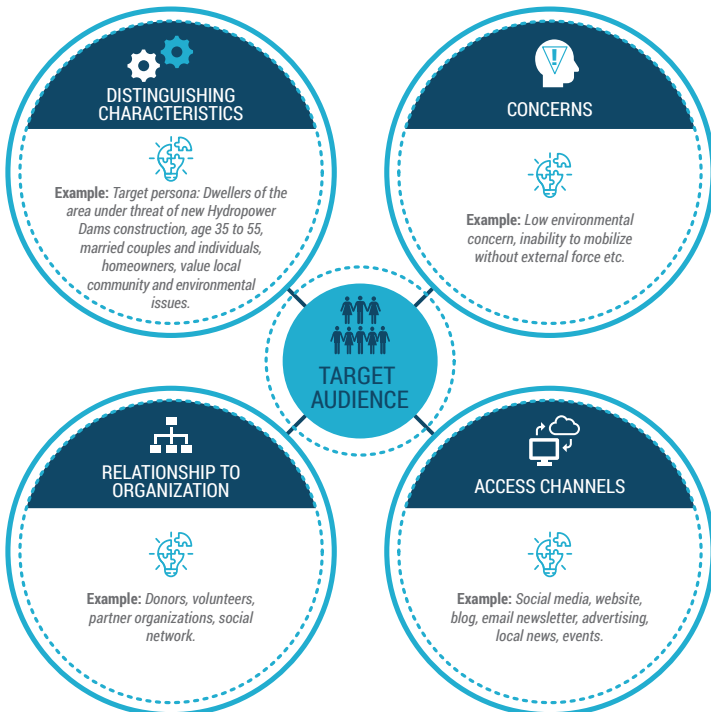 DISTINGUISHING
CHARACTERISTICS
Example: Target persona: Dwellers of the
area under threat of new Hydropower
Dams construction, age 35 to 55,
married couples and individuals,
homeowners, value local
community and environmental
issues.
CONCERNS
Example: Low environmental
concern, inability to mobilize
without external force etc.
TARGET
AUDIENCE
RELATIONSHIP TO
ORGANIZATION
Example: Donors, volunteers,
partner organizations, social
network.
ACCESS CHANNELS
Example: Social media, website,
blog, email newsletter, advertising,
local news, events.